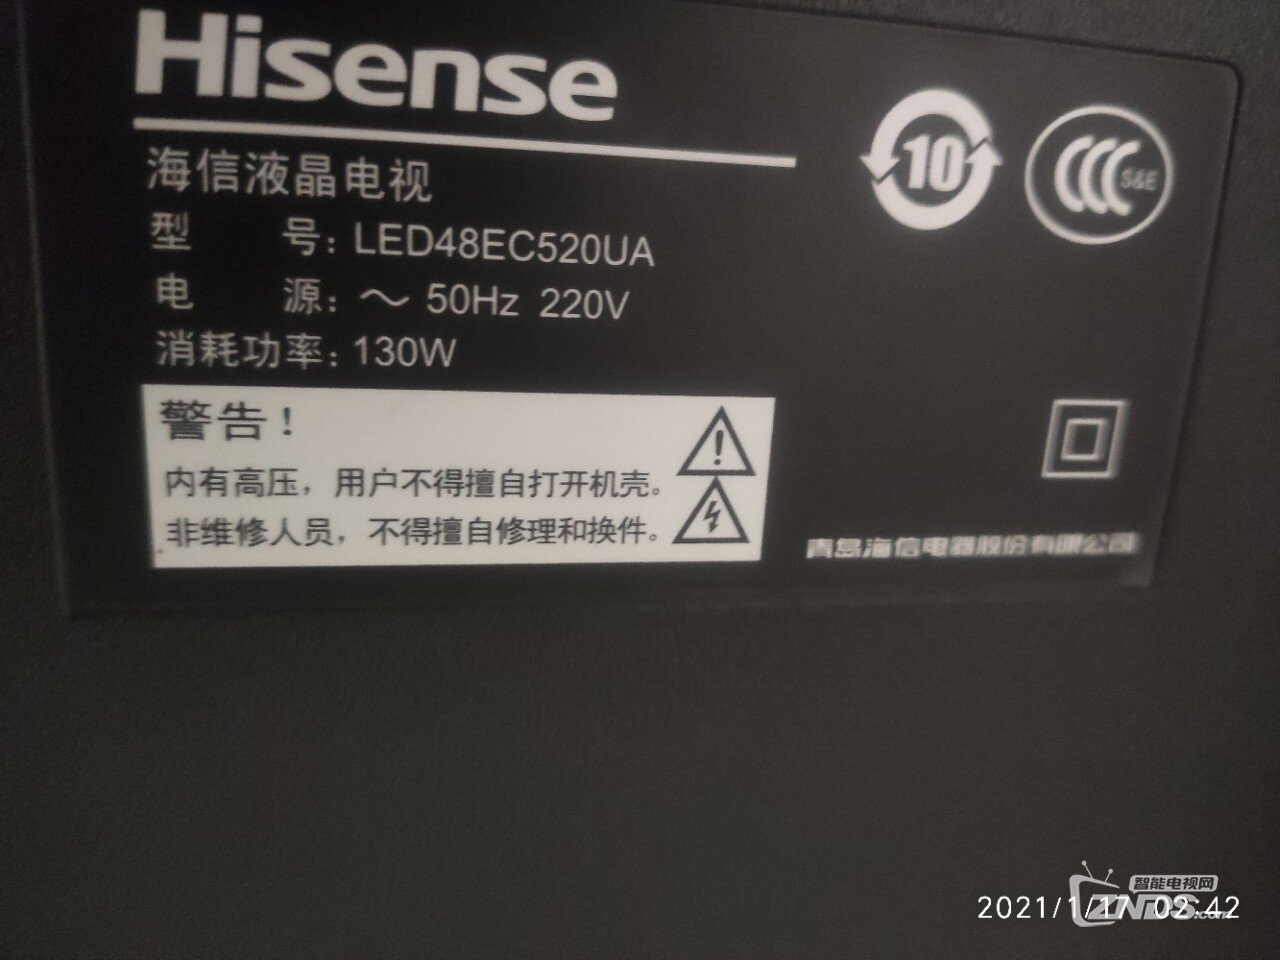 Hisense
海信液晶电视
型 号：LED48EC520UA
电 源：～ 50Hz 220V
消耗功率：130W
10
CCC S&E
警告！
内有高压，用户不得擅自打开机壳。
非维修人员，不得擅自修理和换件。
青岛海信电器股份有限公司
智能电视网
ZNDS.com
2021/1/17 02:42